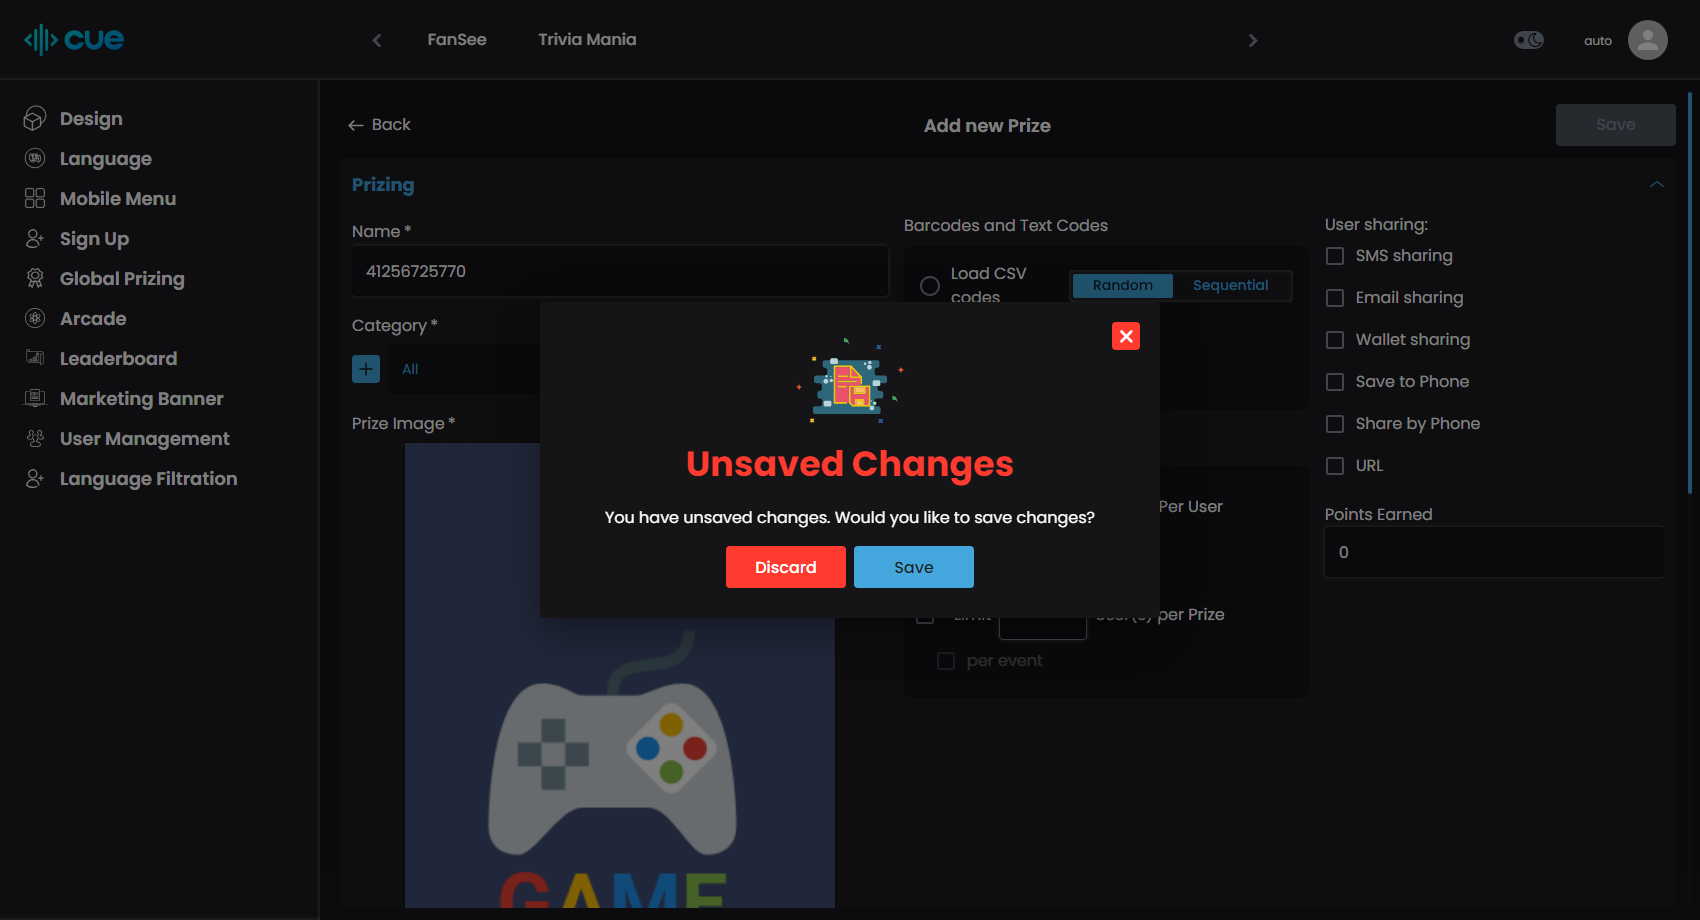 cue
FanSee
Trivia Mania
auto
Design
Language
Mobile Menu
Sign Up
Global Prizing
Arcade
Leaderboard
Marketing Banner
User Management
Language Filtration
Back
Add new Prize
Save
Prizing
Name *
41256725770
Category *
All
Prize Image *
GAME
Barcodes and Text Codes
Load CSV
codes
Random
Sequential
Per User
per Prize
per event
User sharing:
SMS sharing
Email sharing
Wallet sharing
Save to Phone
Share by Phone
URL
Points Earned
0
Unsaved Changes
You have unsaved changes. Would you like to save changes?
Discard
Save